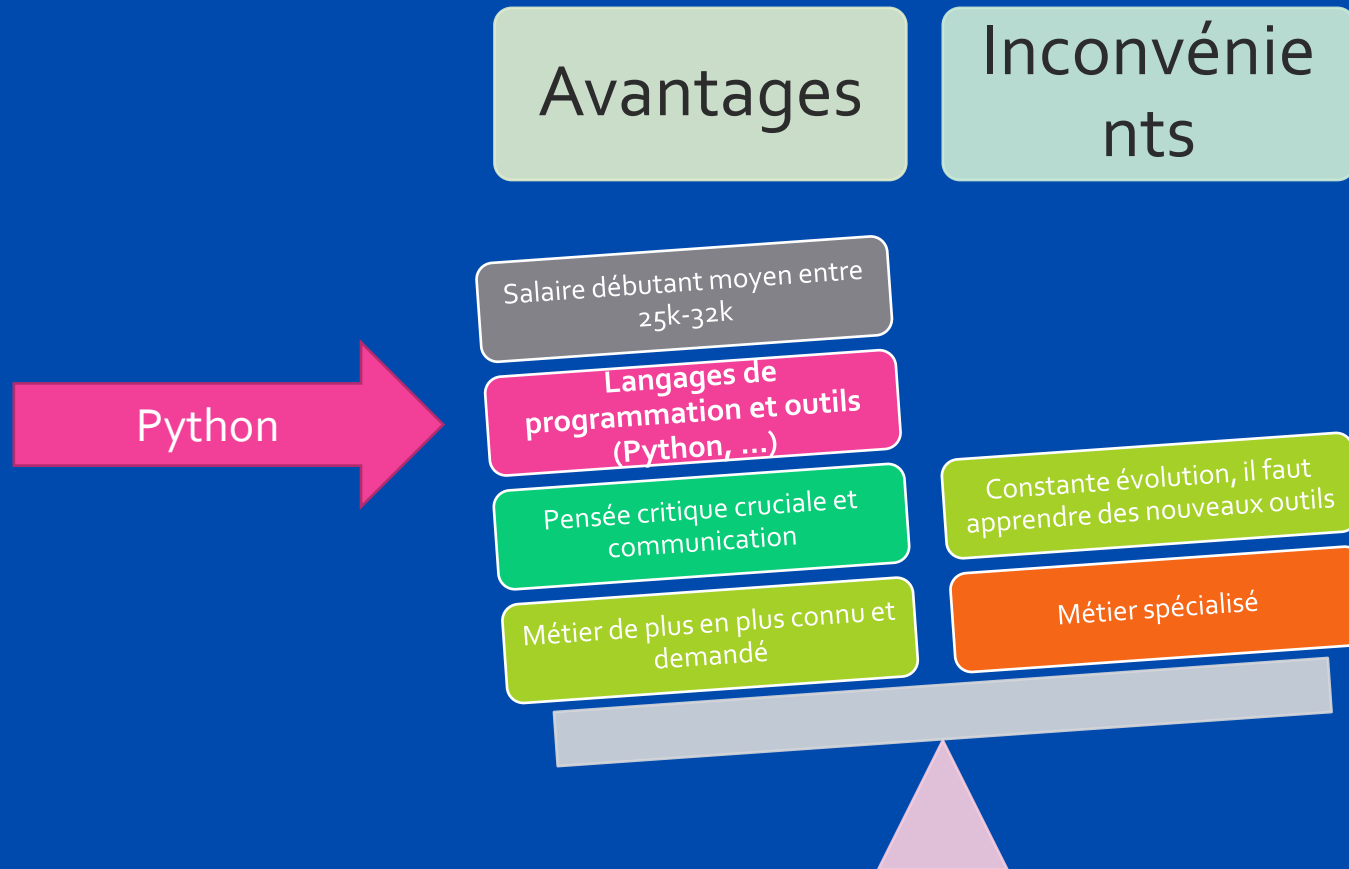 Avantages
Inconvénie
nts
Python
Salaire débutant moyen entre
25k-32k
Langages de
programmation et outils
(Python, ...)
Pensée critique cruciale et
communication
Métier de plus en plus connu et
demandé
Constante évolution, il faut
apprendre des nouveaux outils
Métier spécialisé